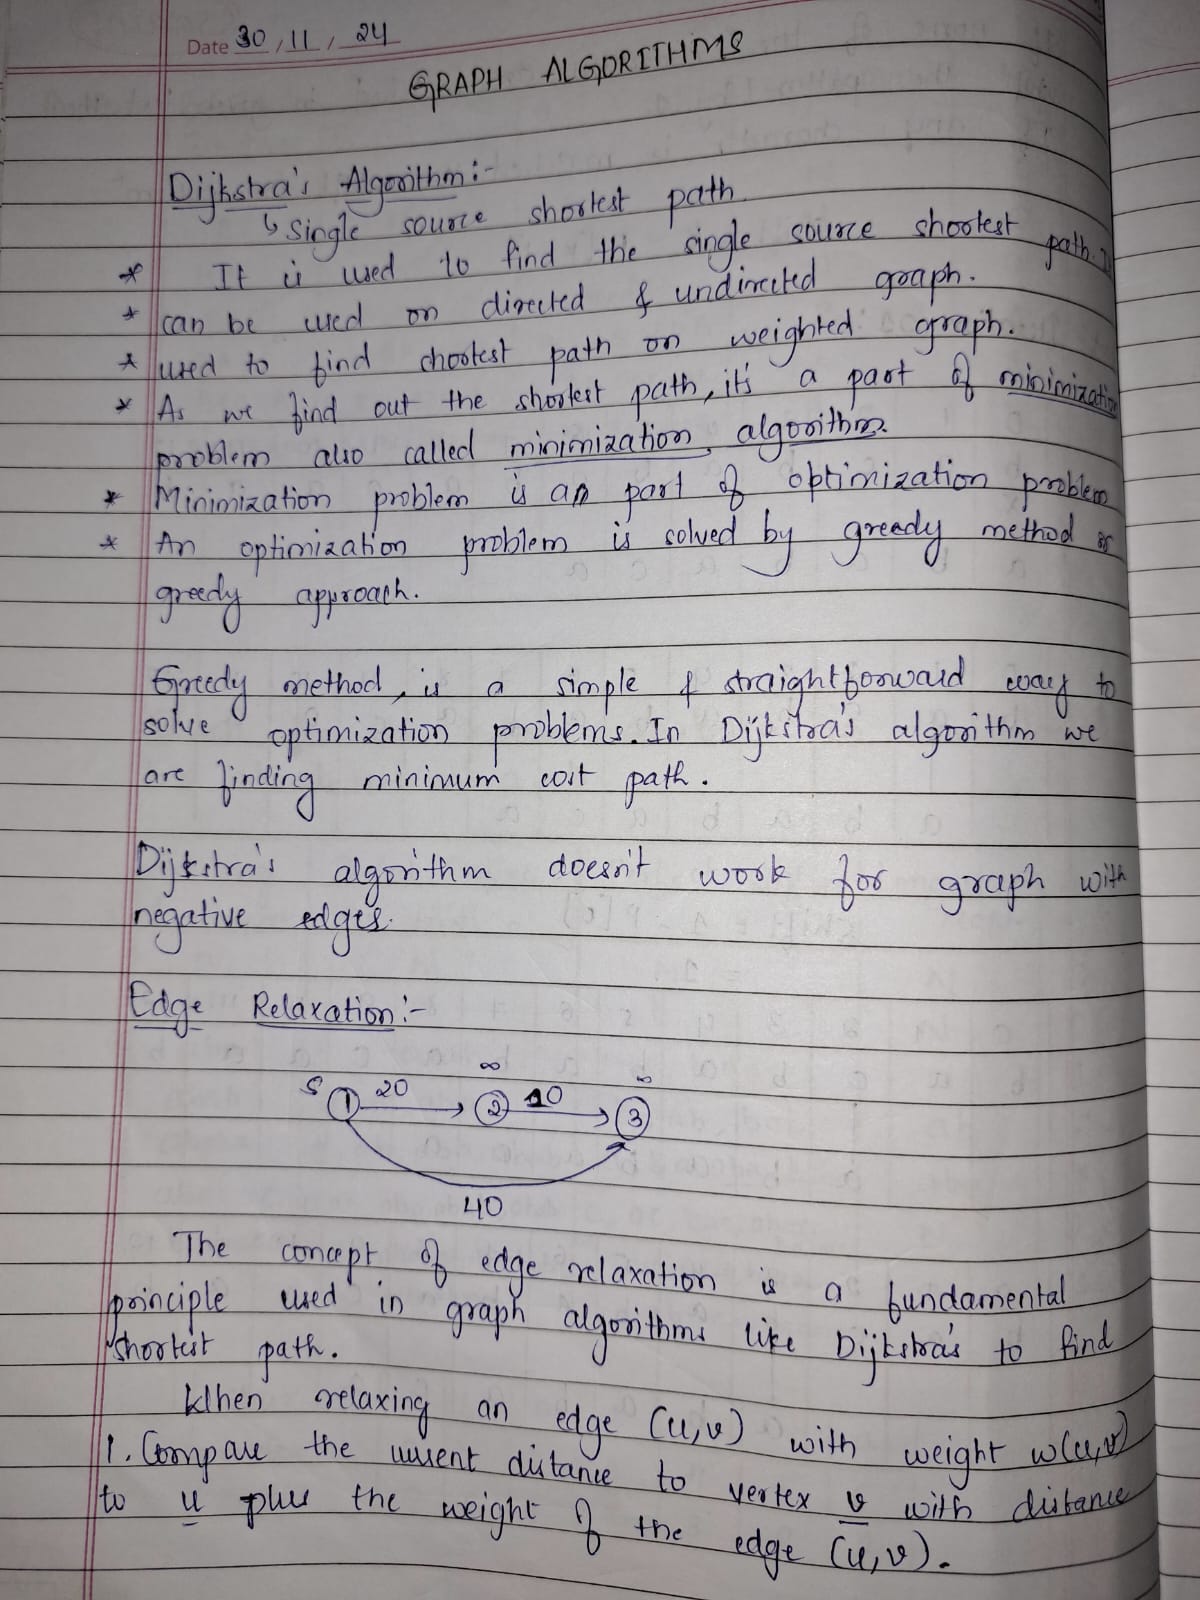 Date 30/11/24
GRAPH ALGORITHMS
Dijkstra's Algorithm:-
↳ Single source shortest path
* It is used to find the single source shortest path.
* can be used on directed & undirected graph.
* used to find shortest path on weighted graph.
* As we find out the shortest path, it's a part of minimization
problem also called minimization algorithm.
* Minimization problem is an part of optimization problem
* An optimization problem is solved by greedy method or
greedy approach.
Greedy method, is a simple & straightforward way to
solve optimization problems. In Dijkstra's algorithm we
are finding minimum cost path.
Dijkstra's algorithm doesn't work for graph with
negative edges.
Edge Relaxation:-
∞ ∞
S 1 20 2 10 3
40
The concept of edge relaxation is a fundamental
principle used in graph algorithms like Dijkstra's to find
shortest path.
When relaxing an edge (u,v) with weight w(u,v)
1. Compare the current distance to vertex v with distance
to u plus the weight of the edge (u,v).